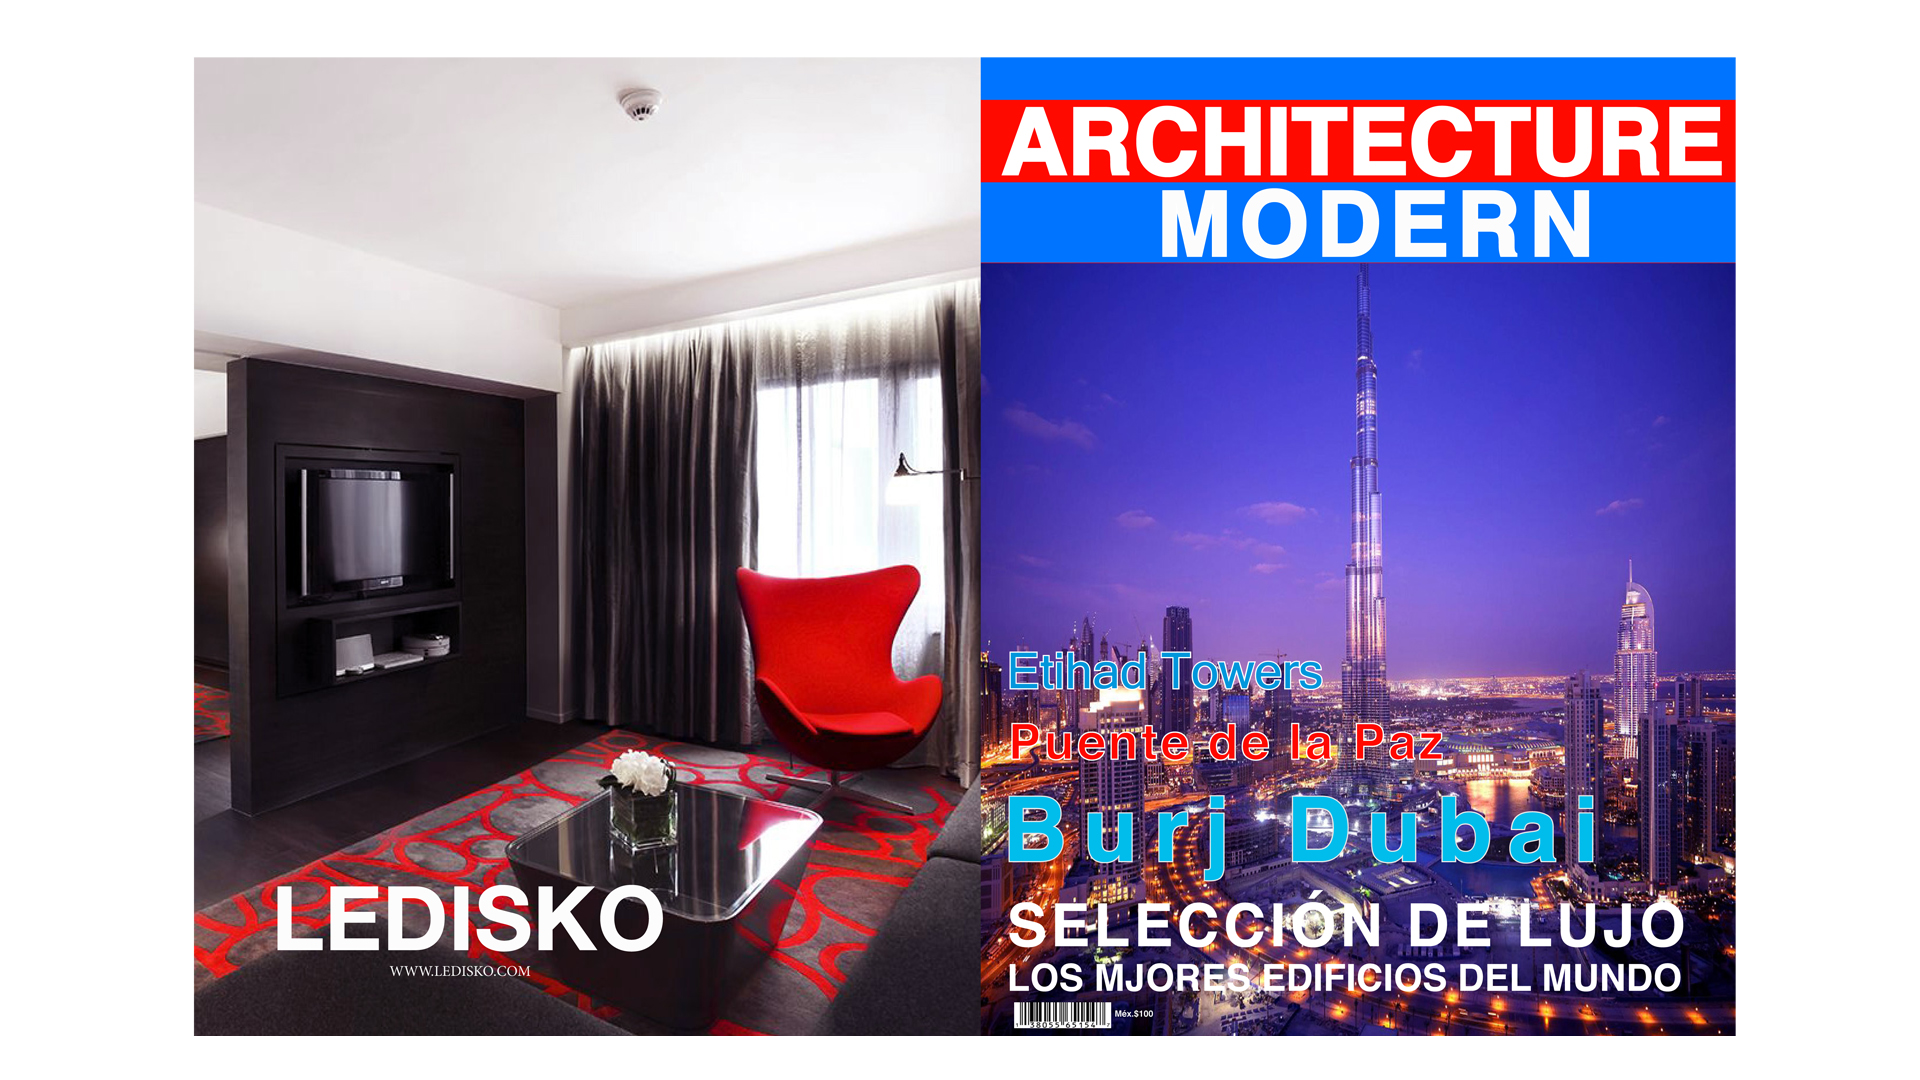 LEDISKO
WWW.LEDISKO.COM
ARCHITECTURE
MODERN
Etihad Towers
Puente de la Paz
Burj Dubai
SELECCIÓN DE LUJO
LOS MJORES EDIFICIOS DEL MUNDO
Méx.$100